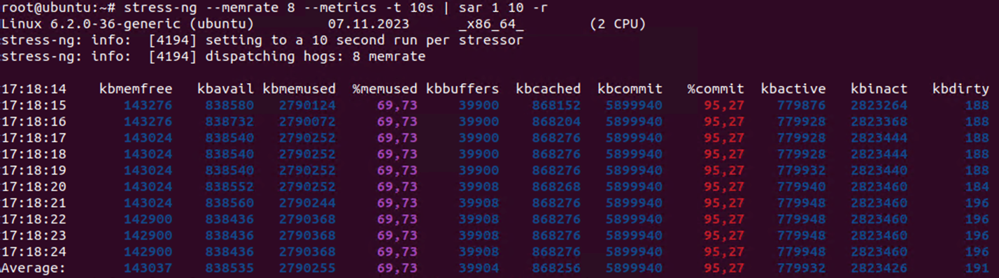 root@ubuntu:~# stress-ng --memrate 8 --metrics -t 10s | sar 1 10 -r
Linux 6.2.0-36-generic (ubuntu) 07.11.2023 _x86_64_ (2 CPU)
stress-ng: info: [4194] setting to a 10 second run per stressor
stress-ng: info: [4194] dispatching hogs: 8 memrate
17:18:14 kbmemfree kbavail kbmemused %memused kbbuffers kbcached kbcommit %commit kbactive kbinact kbdirty
17:18:15 143276 838580 2790124 69,73 39900 868152 5899940 95,27 779876 2823264 188
17:18:16 143276 838732 2790072 69,73 39900 868204 5899940 95,27 779928 2823368 188
17:18:17 143024 838540 2790252 69,73 39900 868276 5899940 95,27 779928 2823444 188
17:18:18 143024 838540 2790252 69,73 39900 868276 5899940 95,27 779928 2823444 188
17:18:19 143024 838540 2790252 69,73 39900 868276 5899940 95,27 779932 2823440 188
17:18:20 143024 838552 2790252 69,73 39908 868268 5899940 95,27 779940 2823460 184
17:18:21 143024 838560 2790244 69,73 39908 868276 5899940 95,27 779948 2823460 196
17:18:22 142900 838436 2790368 69,73 39908 868276 5899940 95,27 779948 2823460 196
17:18:23 142900 838436 2790368 69,73 39908 868276 5899940 95,27 779948 2823460 196
17:18:24 142900 838436 2790368 69,73 39908 868276 5899940 95,27 779948 2823460 196
Average: 143037 838535 2790255 69,73 39904 868256 5899940 95,27 779932 2823426 191